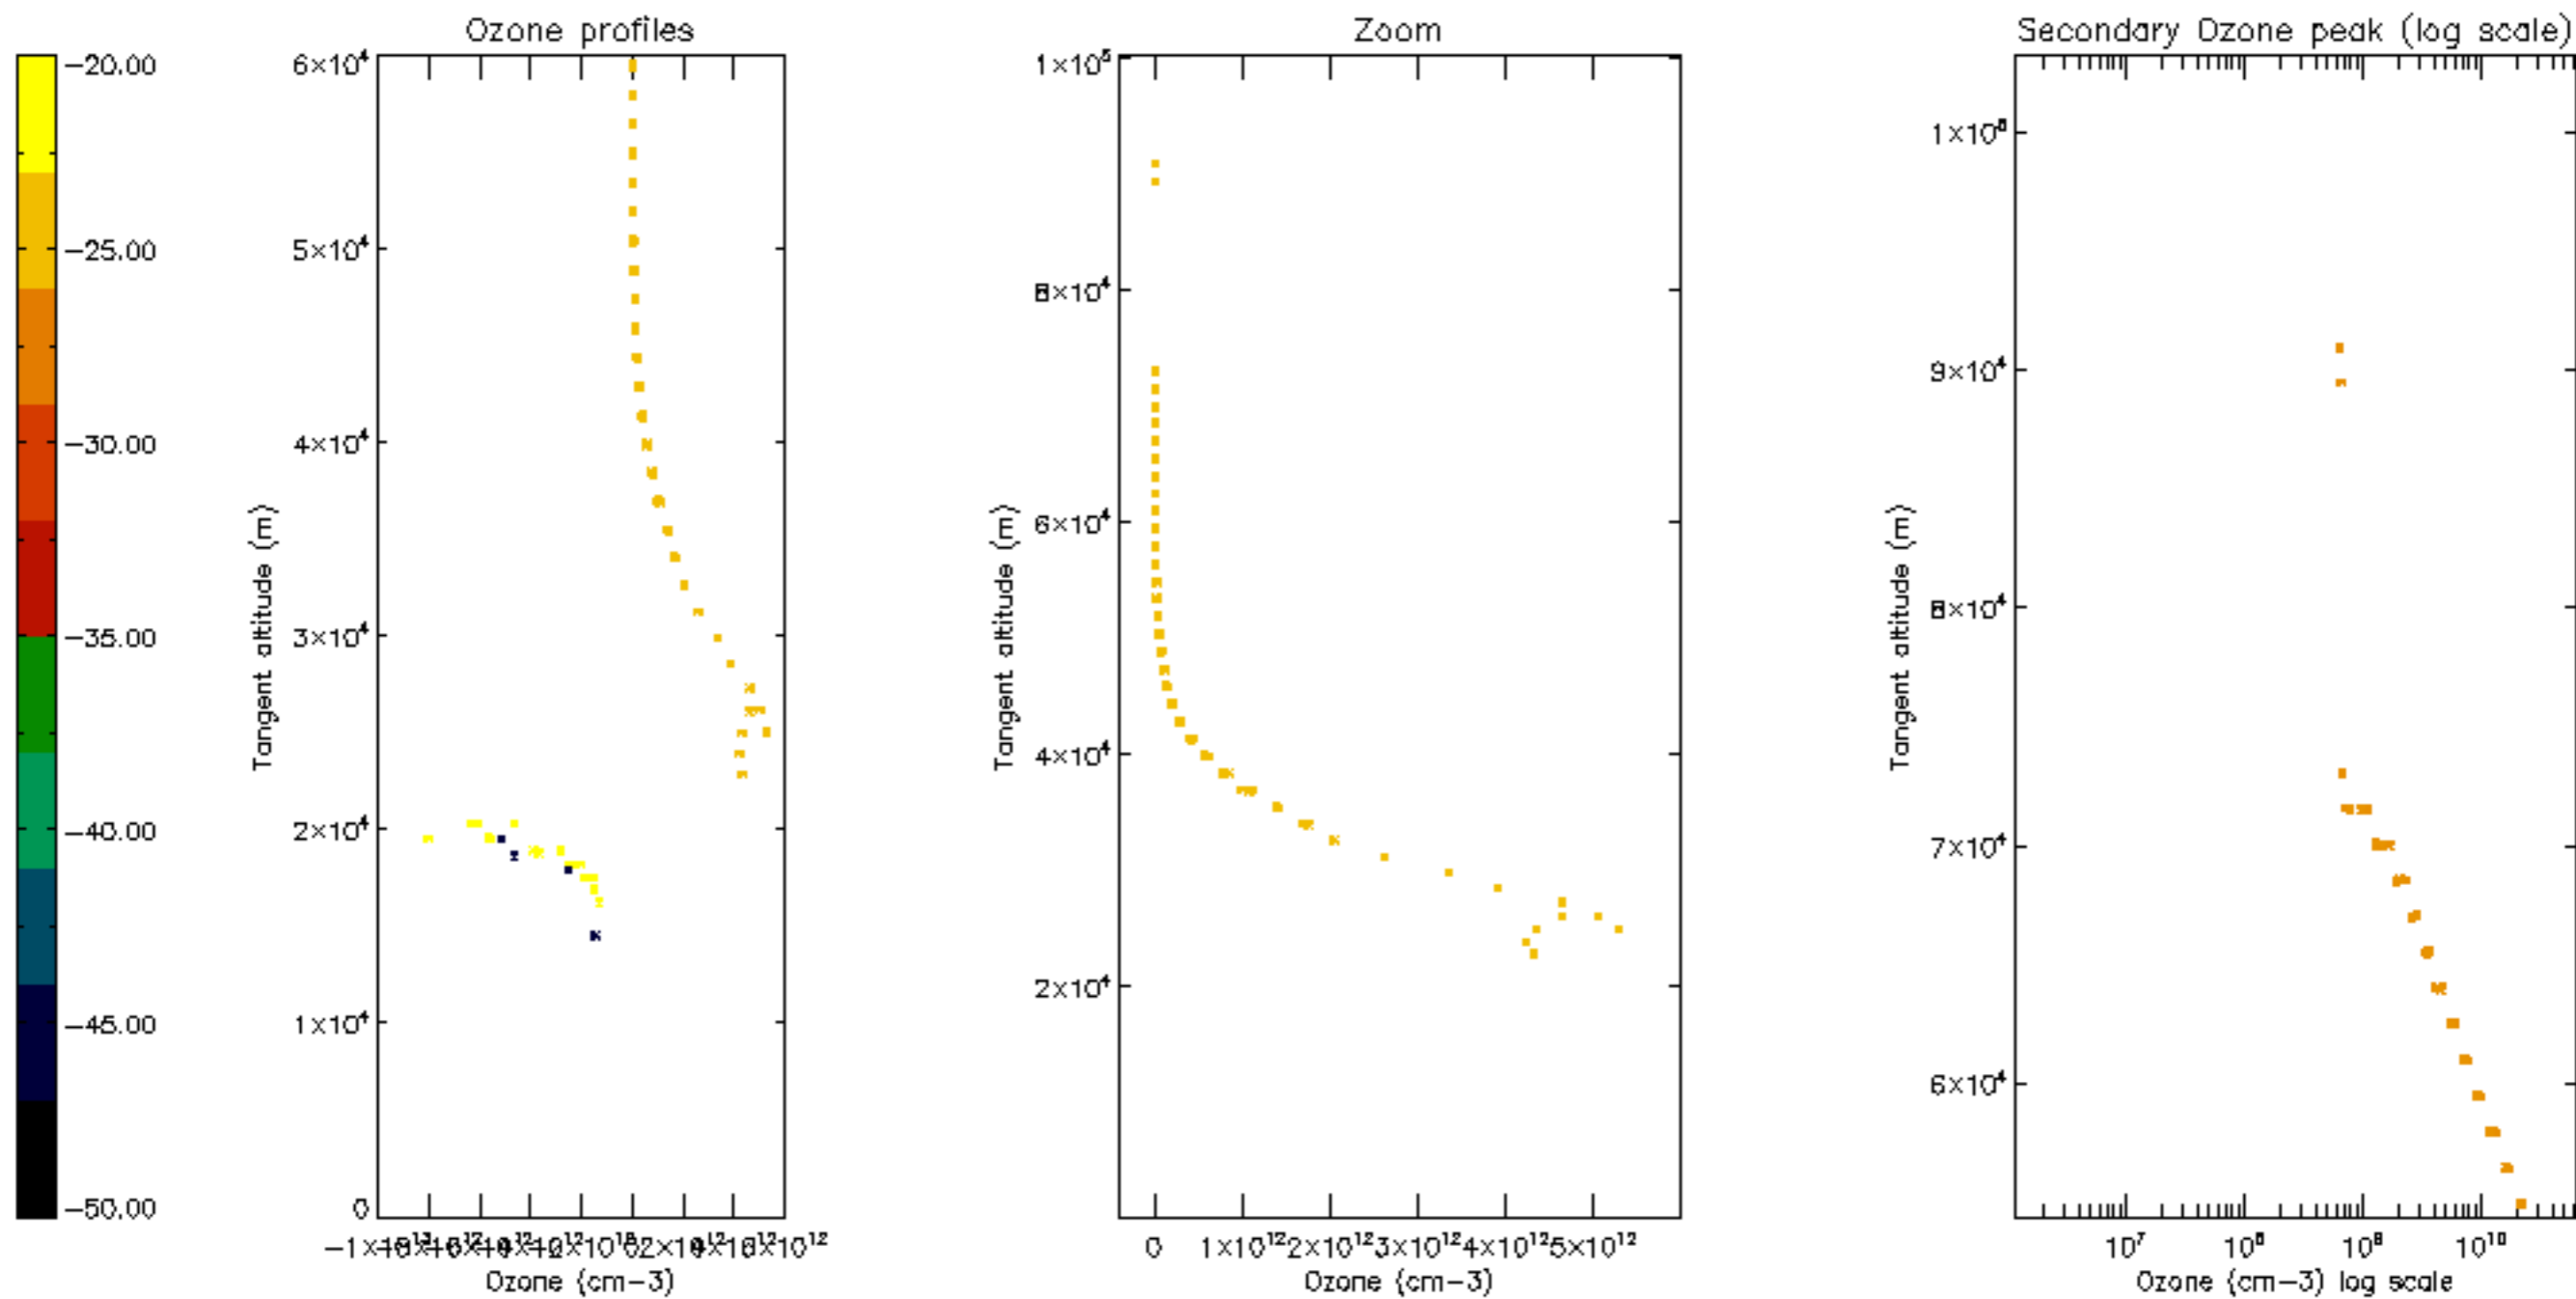 Ozone profiles
Zoom
Secondary Ozone peak (log scale)
−20.00
−25.00
−30.00
−35.00
−40.00
−45.00
−50.00
Tangent altitude (m)
6×10⁴
5×10⁴
4×10⁴
3×10⁴
2×10⁴
1×10⁴
0
Ozone (cm−3)
Tangent altitude (m)
1×10⁵
8×10⁴
6×10⁴
4×10⁴
2×10⁴
0 1×10¹² 2×10¹² 3×10¹² 4×10¹² 5×10¹²
Ozone (cm−3)
Tangent altitude (m)
9×10⁴
8×10⁴
7×10⁴
6×10⁴
10⁷ 10⁸ 10⁹ 10¹⁰
Ozone (cm−3) log scale